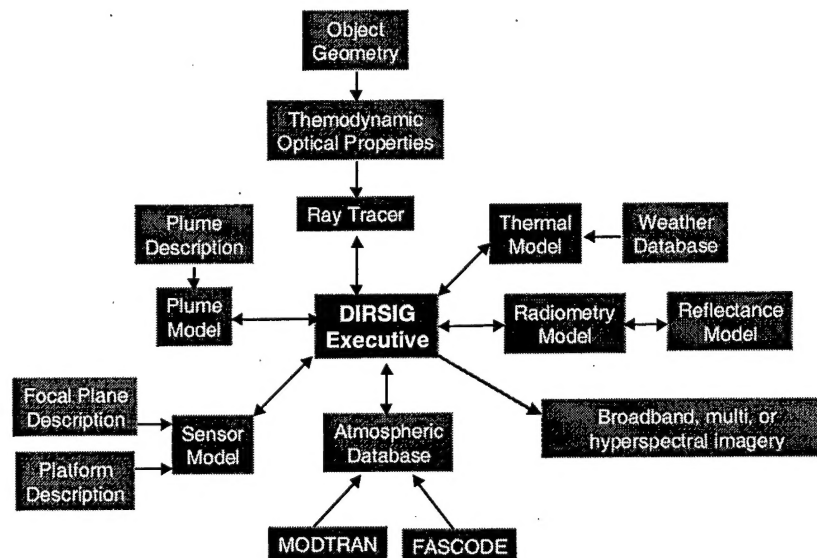 Object
Geometry
Themodynamic
Optical Properties
Ray Tracer
Plume
Description
Thermal
Model
Weather
Database
Plume
Model
DIRSIG
Executive
Radiometry
Model
Reflectance
Model
Focal Plane
Description
Sensor
Model
Platform
Description
Atmospheric
Database
Broadband, multi, or
hyperspectral imagery
MODTRAN
FASCODE